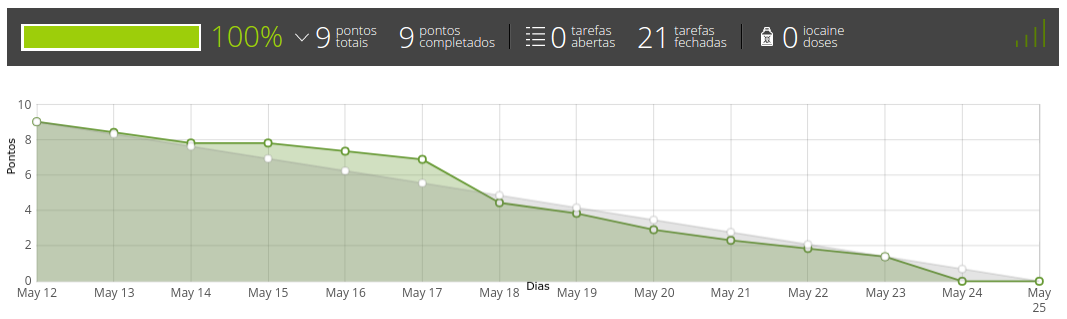 100% 9 pontos totais 9 pontos completados 0 tarefas abertas 21 tarefas fechadas 0 iocaine doses
10
8
6
4
2
0
Pontos
May 12 May 13 May 14 May 15 May 16 May 17 May 18 May 19 May 20 May 21 May 22 May 23 May 24 May 25
Dias